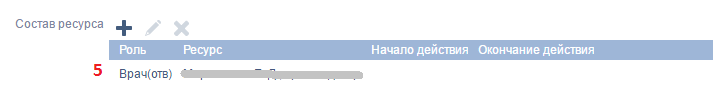 Состав ресурса
Роль Ресурс Начало действия Окончание действия
5 Врач(отв)